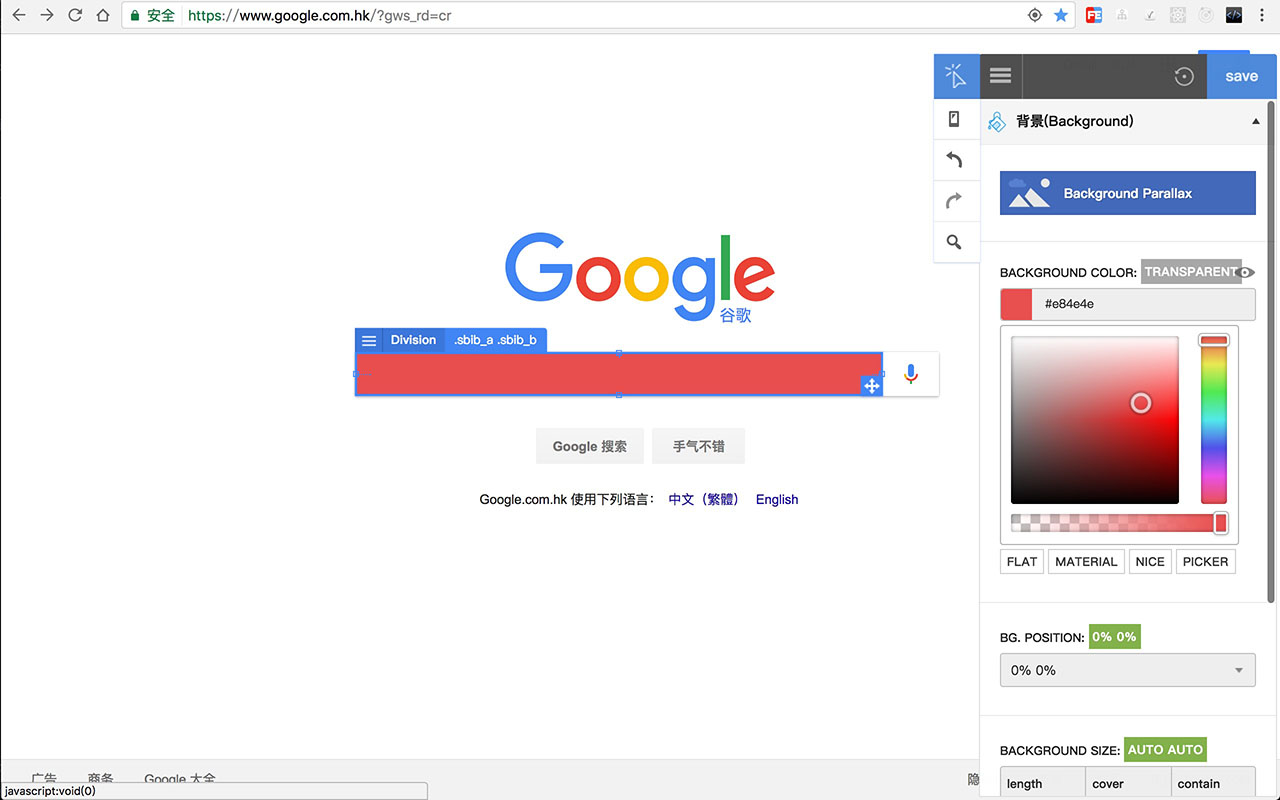 安全 https://www.google.com.hk/?gws_rd=cr
save
背景(Background)
Background Parallax
BACKGROUND COLOR: TRANSPARENT
#e84e4e
FLAT MATERIAL NICE PICKER
BG. POSITION: 0% 0%
0% 0%
BACKGROUND SIZE: AUTO AUTO
length cover contain
Google
谷歌
Division .sbib_a .sbib_b
Google 搜索 手气不错
Google.com.hk 使用下列语言： 中文（繁體） English
广告 商务 Google 大全 隐
javascript:void(0)